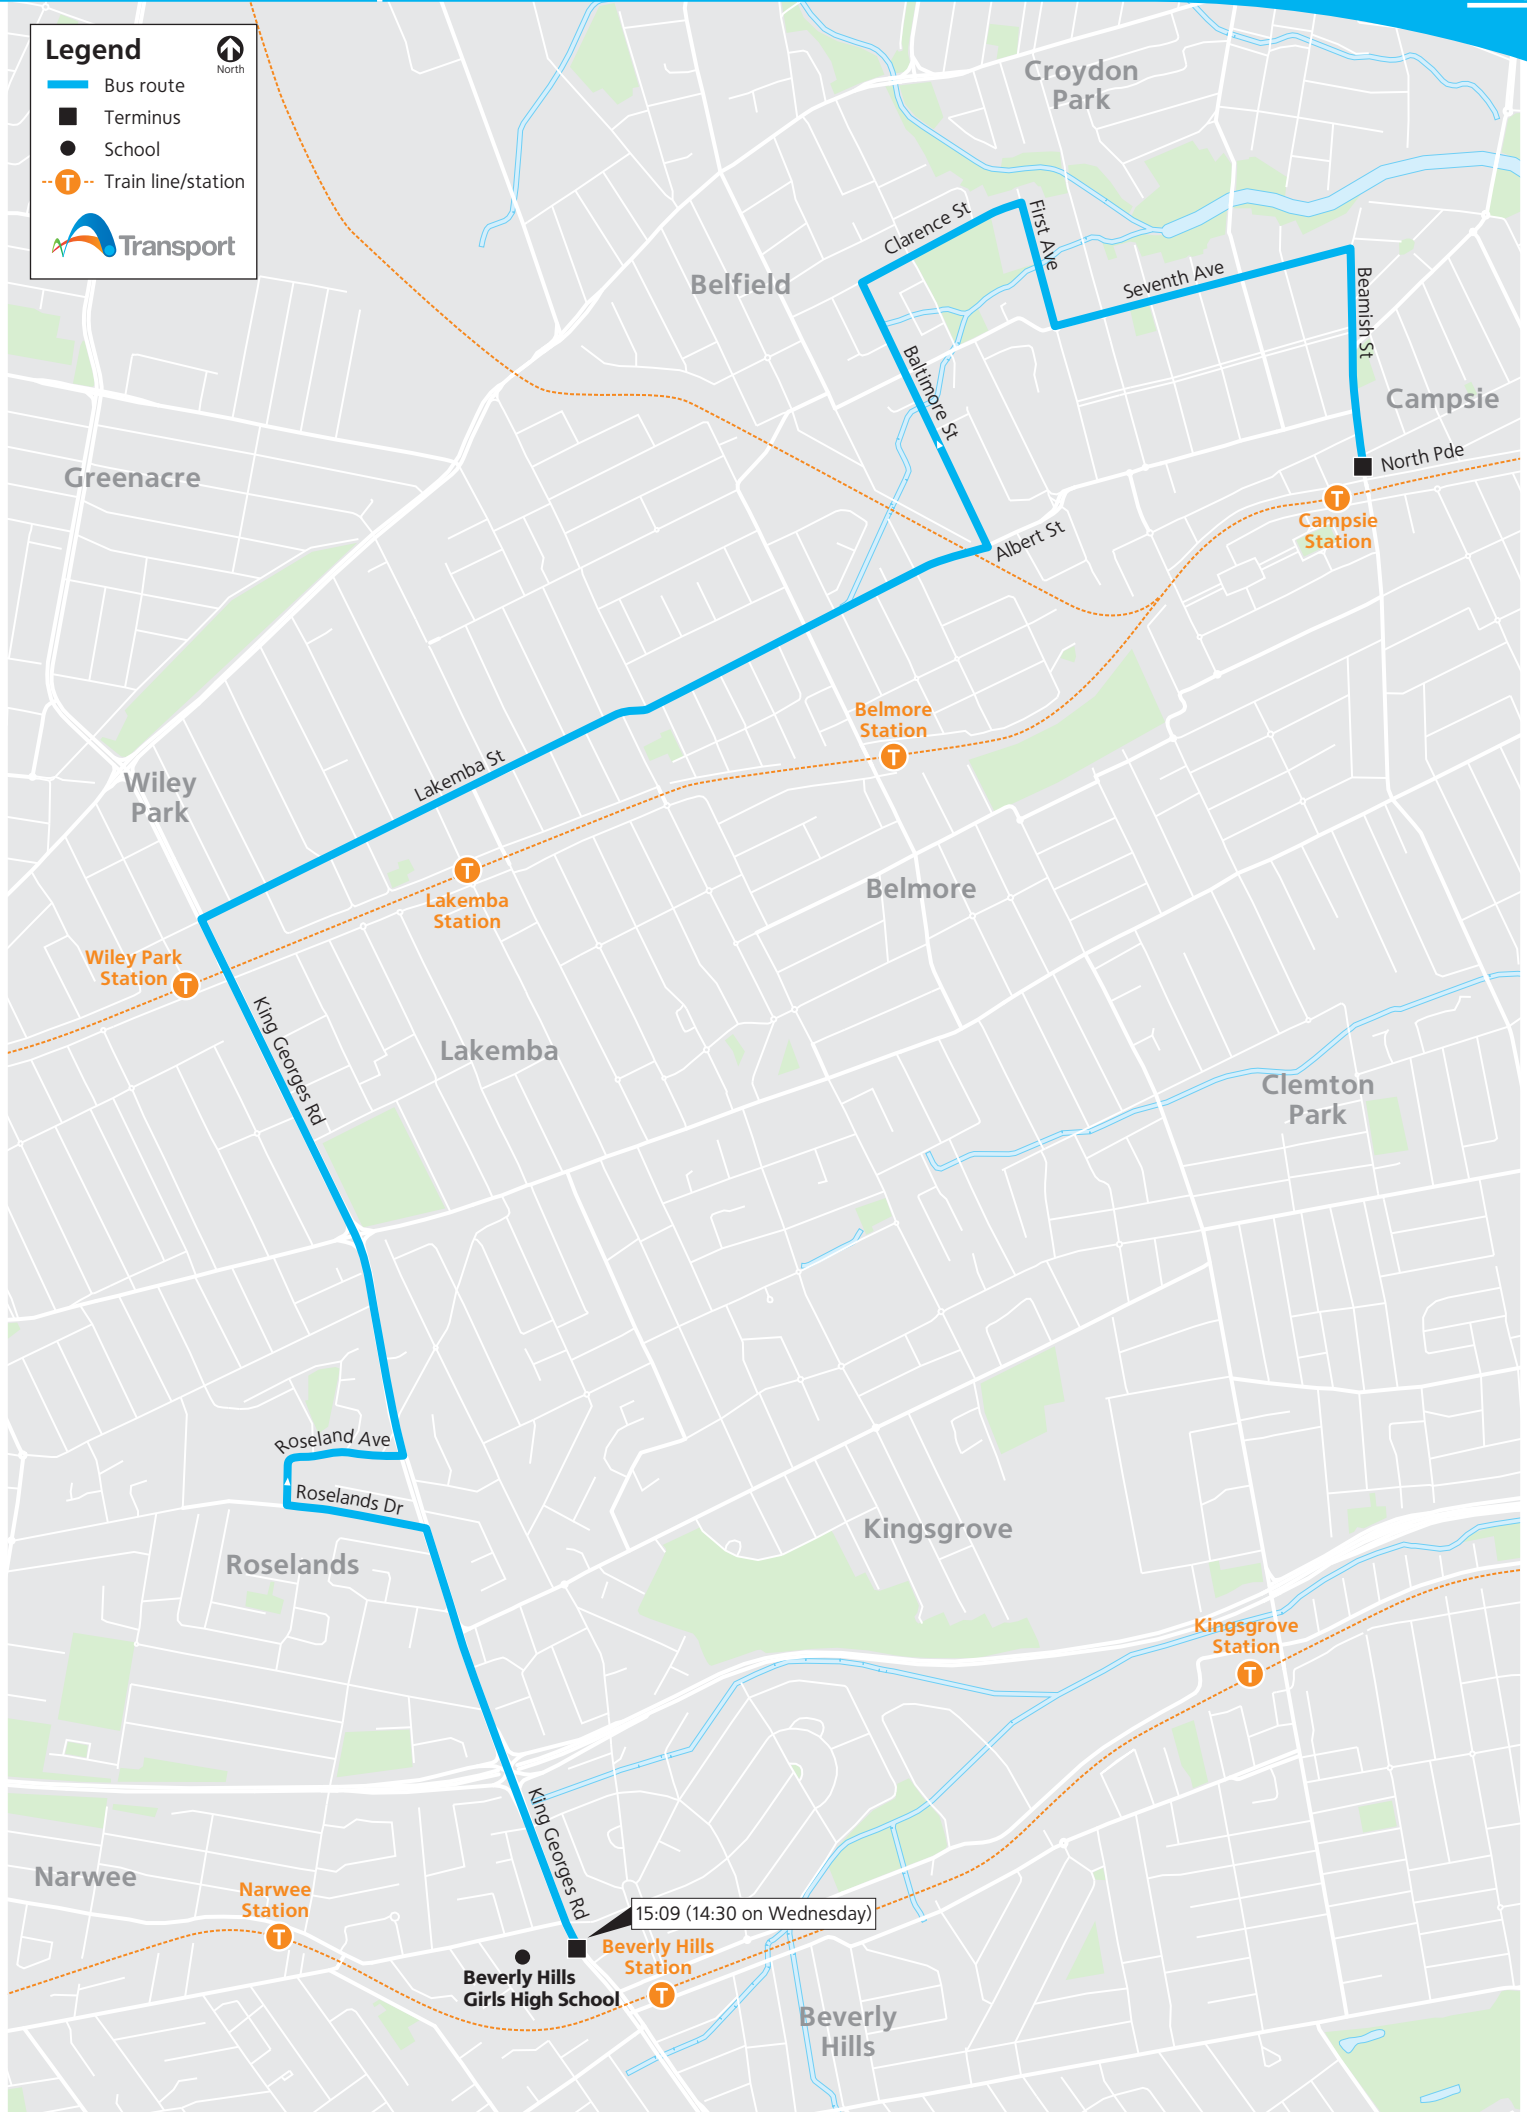 Legend
North
Bus route
Terminus
School
T
Train line/station
Transport
Croydon
Park
Clarence St
First Ave
Belfield
Seventh Ave
Beamish St
Baltimore St
Campsie
North Pde
Greenacre
T
Campsie
Station
Albert St
Belmore
Station
T
Lakemba St
Wiley
Park
T
Lakemba
Station
Belmore
Wiley Park
Station
T
King Georges Rd
Lakemba
Clemton
Park
Roseland Ave
Roselands Dr
Kingsgrove
Roselands
Kingsgrove
Station
T
King Georges Rd
Narwee
Narwee
Station
T
15:09 (14:30 on Wednesday)
Beverly Hills
Station
T
Beverly Hills
Girls High School
Beverly
Hills